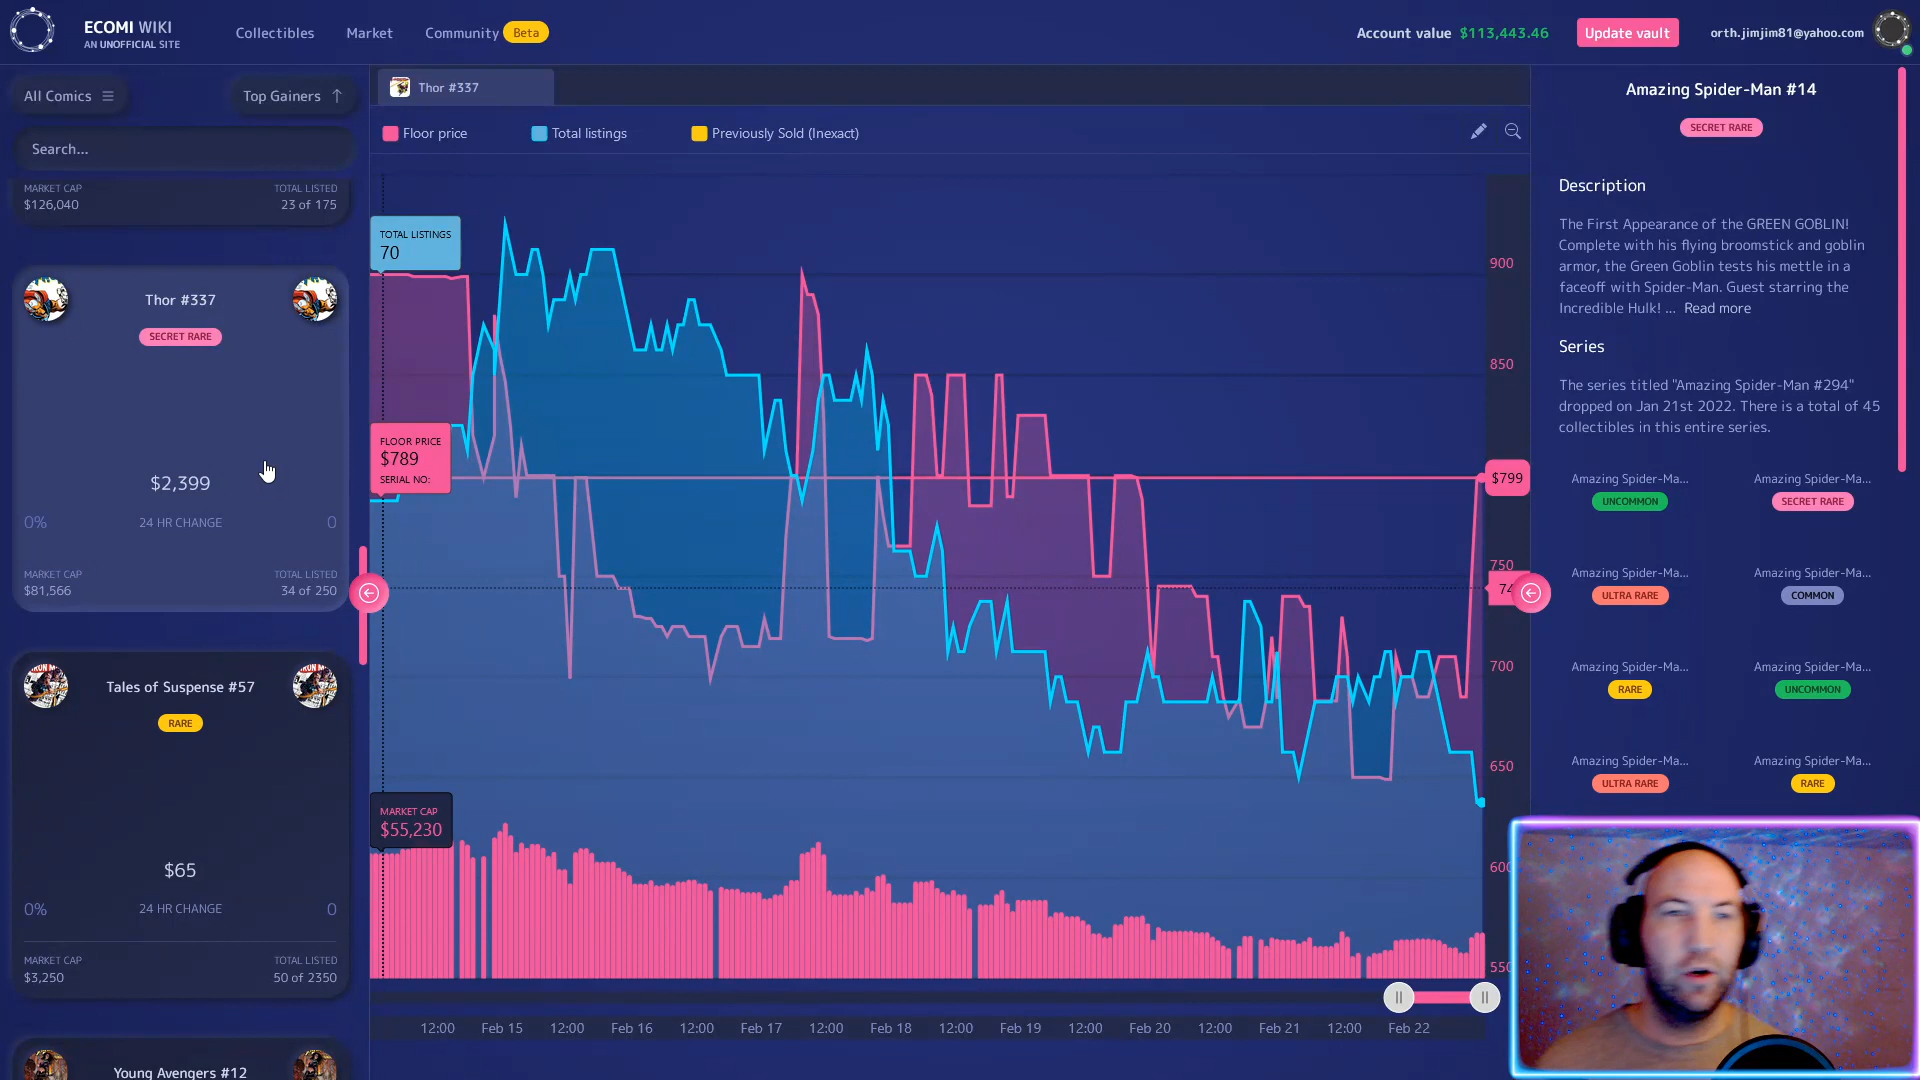 ECOMI WIKI
AN UNOFFICIAL SITE
Collectibles
Market
Community
Beta
Account value $113,443.46
Update vault
orth.jimjim81@yahoo.com
All Comics
Top Gainers
Search...
MARKET CAP
$126,040
TOTAL LISTED
23 of 175
Thor #337
SECRET RARE
$2,399
0%
24 HR CHANGE
0
MARKET CAP
$81,566
TOTAL LISTED
34 of 250
Tales of Suspense #57
RARE
$65
0%
24 HR CHANGE
0
MARKET CAP
$3,250
TOTAL LISTED
50 of 2350
Young Avengers #12
Thor #337
Floor price
Total listings
Previously Sold (Inexact)
TOTAL LISTINGS
70
FLOOR PRICE
$789
SERIAL NO:
MARKET CAP
$55,230
900
850
$799
750
700
650
12:00
Feb 15
12:00
Feb 16
12:00
Feb 17
12:00
Feb 18
12:00
Feb 19
12:00
Feb 20
12:00
Feb 21
12:00
Feb 22
Amazing Spider-Man #14
SECRET RARE
Description
The First Appearance of the GREEN GOBLIN!
Complete with his flying broomstick and goblin
armor, the Green Goblin tests his mettle in a
faceoff with Spider-Man. Guest starring the
Incredible Hulk! ... Read more
Series
The series titled "Amazing Spider-Man #294"
dropped on Jan 21st 2022. There is a total of 45
collectibles in this entire series.
Amazing Spider-Ma...
UNCOMMON
Amazing Spider-Ma...
SECRET RARE
Amazing Spider-Ma...
ULTRA RARE
Amazing Spider-Ma...
COMMON
Amazing Spider-Ma...
RARE
Amazing Spider-Ma...
UNCOMMON
Amazing Spider-Ma...
ULTRA RARE
Amazing Spider-Ma...
RARE